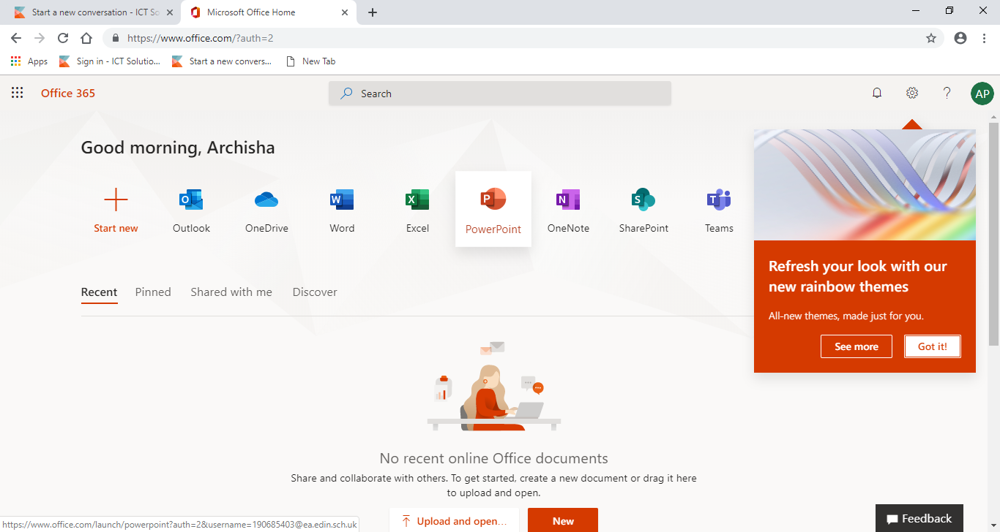 Start a new conversation - ICT So
Microsoft Office Home
https://www.office.com/?auth=2
Apps
Sign in - ICT Solutio...
Start a new convers...
New Tab
Office 365
Search
?
AP
Good morning, Archisha
Start new
O
Outlook
OneDrive
W
Word
X
Excel
P
PowerPoint
N
OneNote
S
SharePoint
T
Teams
Refresh your look with our
new rainbow themes
All-new themes, made just for you.
See more
Got it!
Recent
Pinned
Shared with me
Discover
No recent online Office documents
Share and collaborate with others. To get started, create a new document or drag it here
to upload and open.
Upload and open...
New
Feedback
https://www.office.com/launch/powerpoint?auth=2&username=190685403@ea.edin.sch.uk